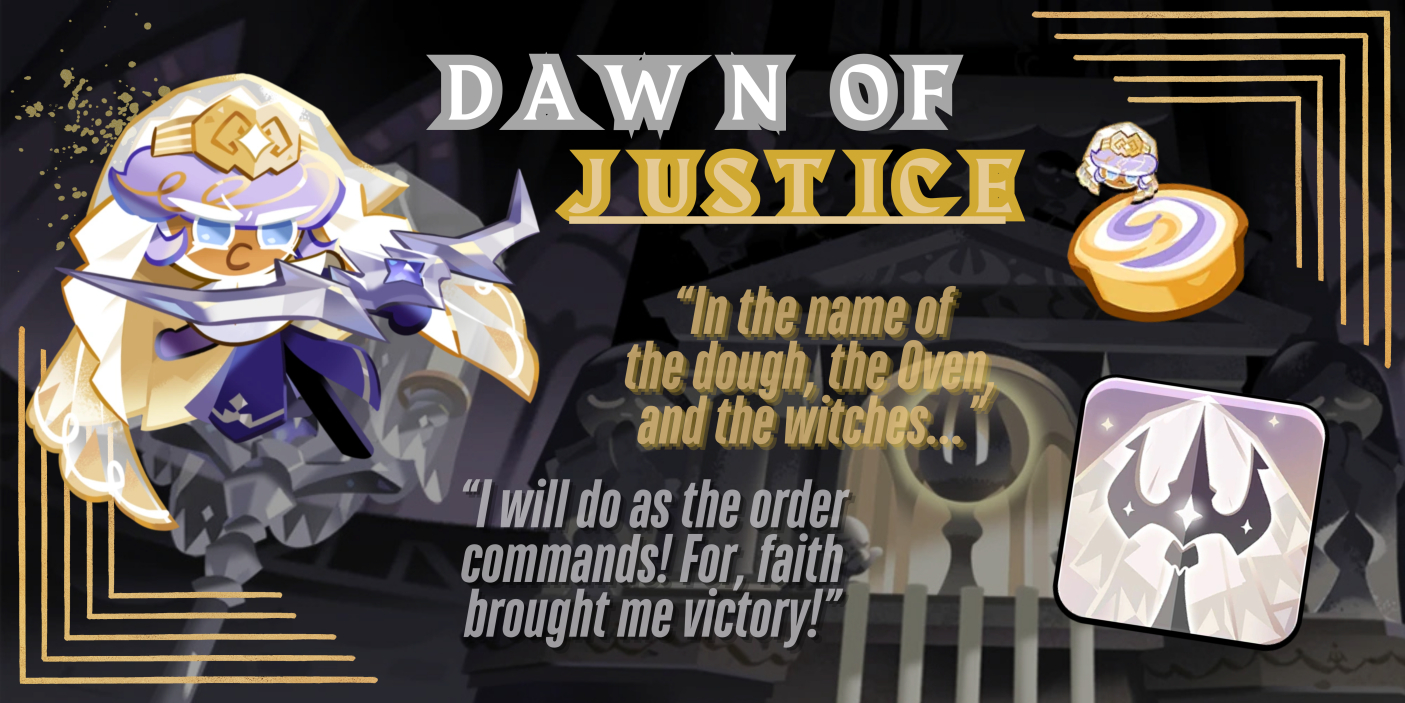 DAWN OF
JUSTICE
“In the name of
the dough, the Oven,
and the witches...”
“I will do as the order
commands! For, faith
brought me victory!”